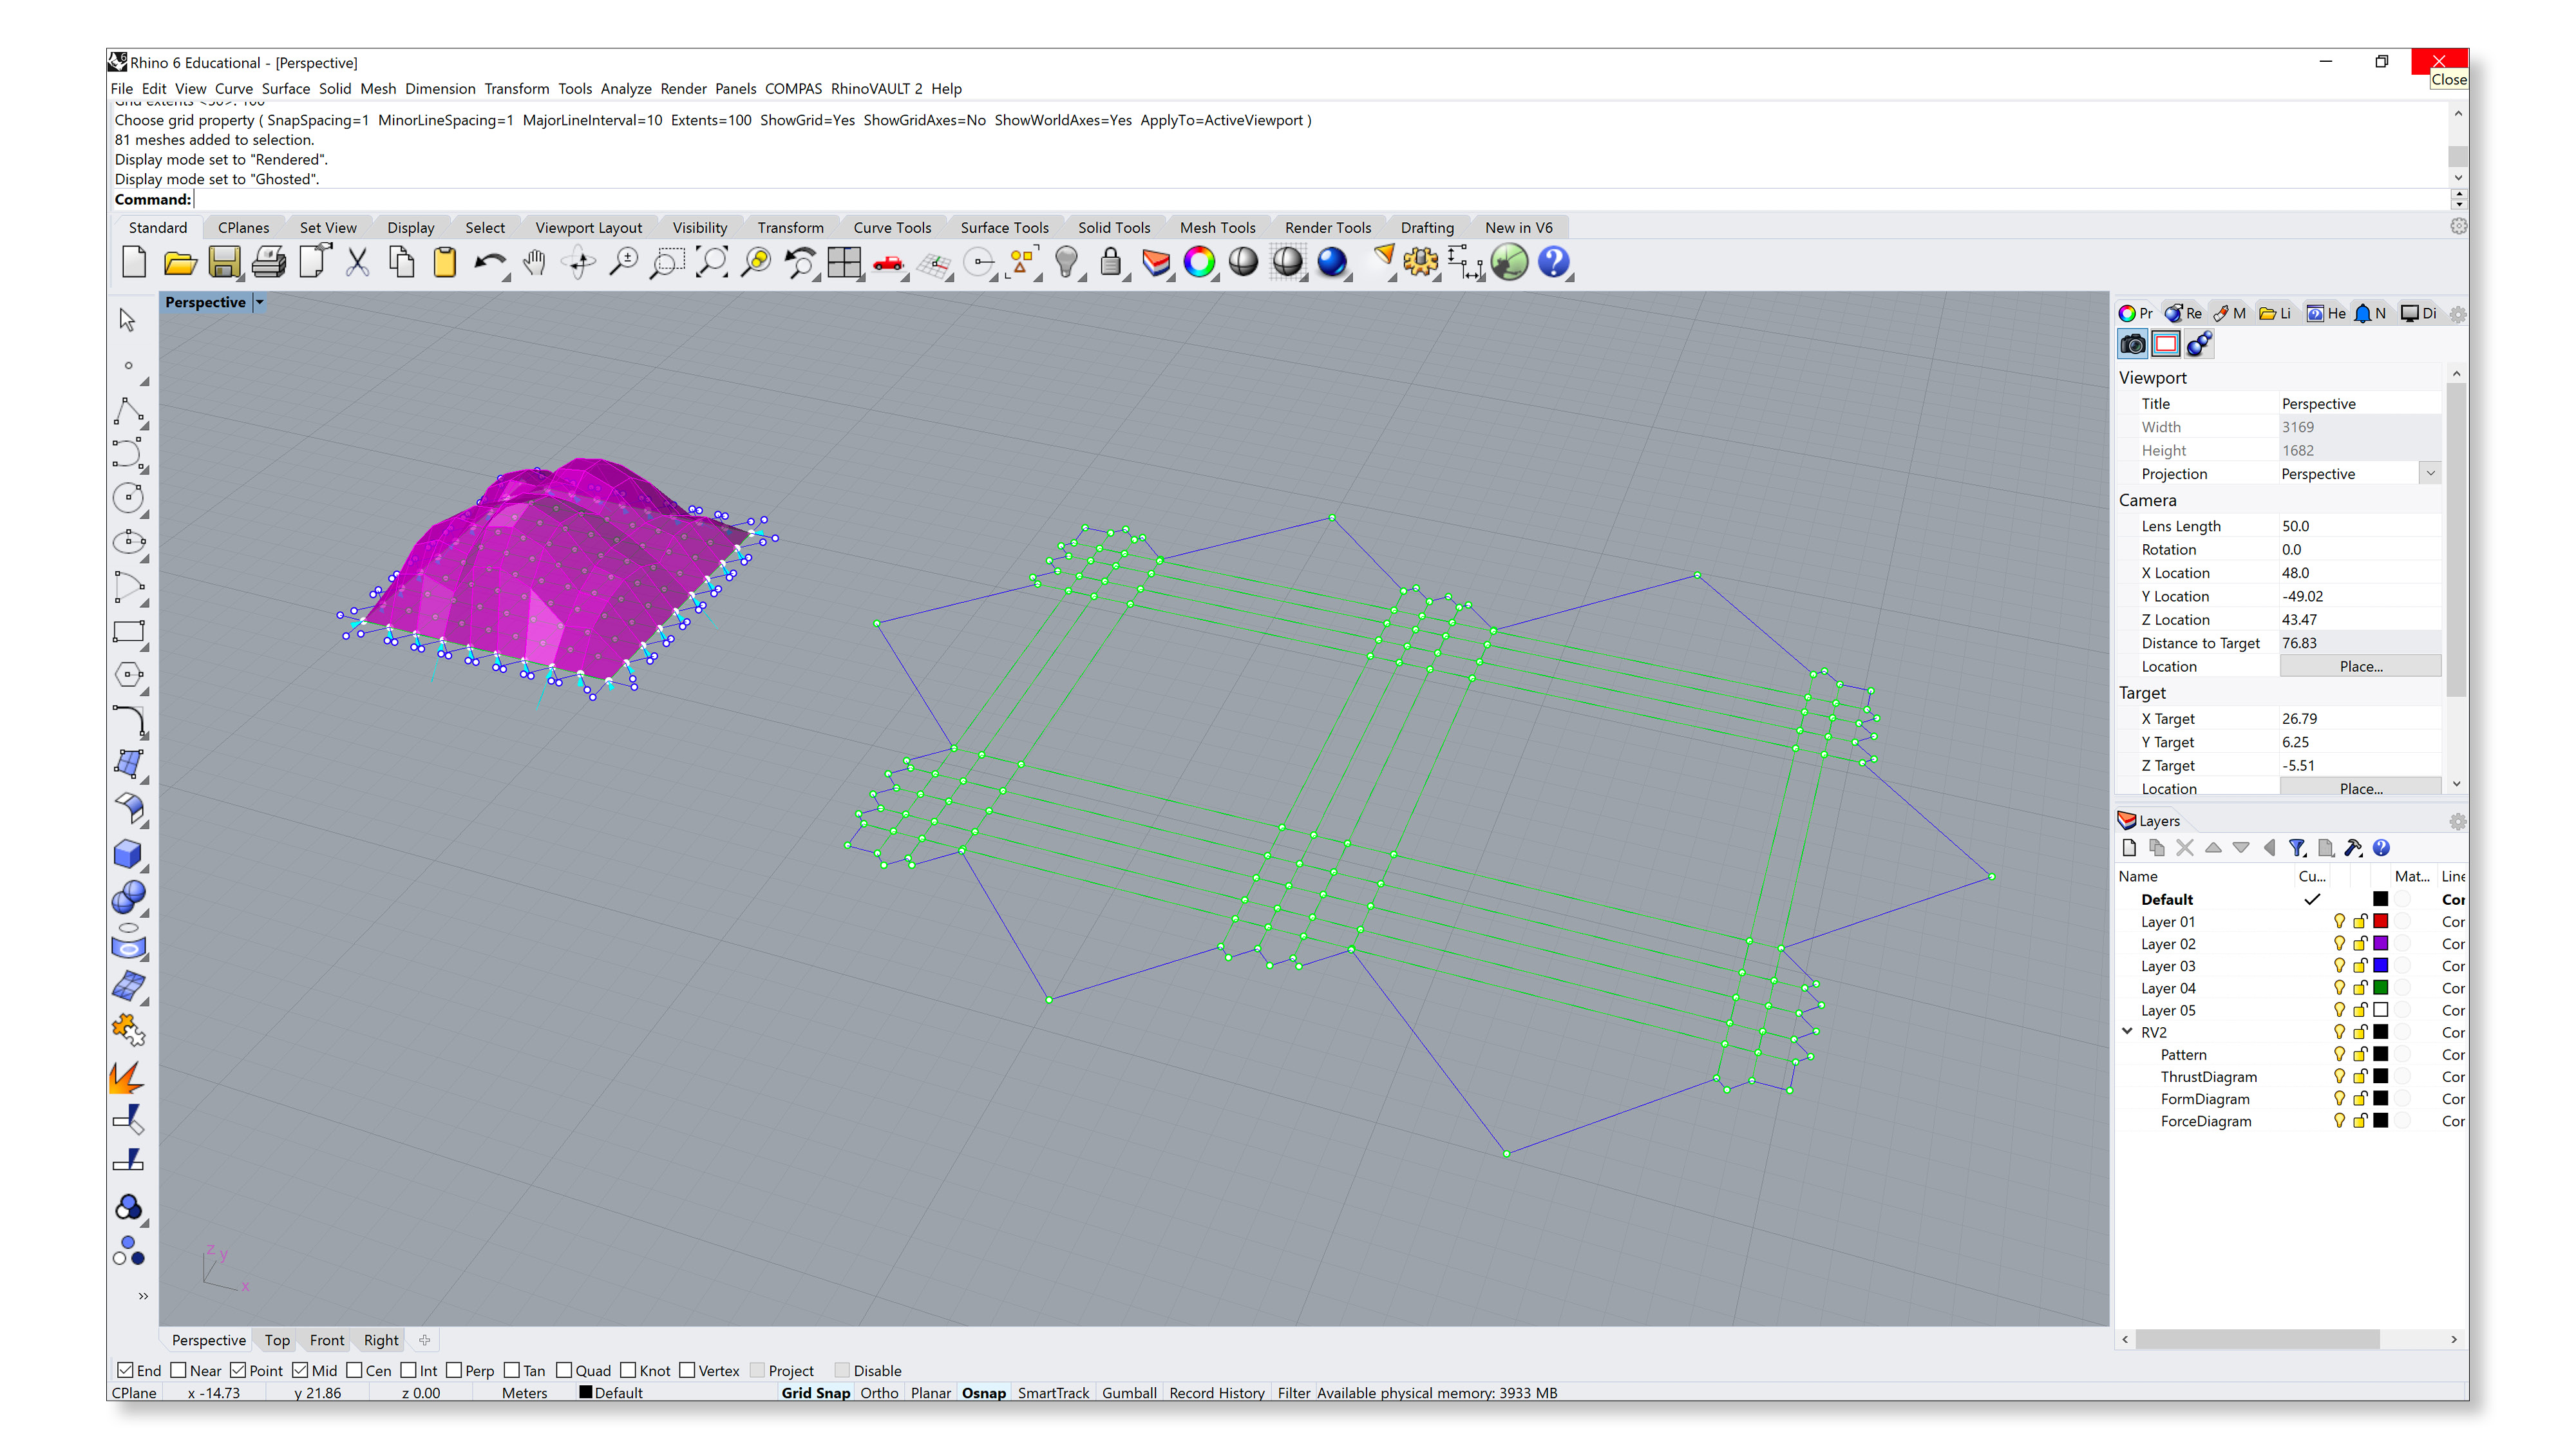 Rhino 6 Educational - [Perspective]
Close
File Edit View Curve Surface Solid Mesh Dimension Transform Tools Analyze Render Panels COMPAS RhinoVAULT 2 Help
Grid extents <50>: 100
Choose grid property ( SnapSpacing=1 MinorLineSpacing=1 MajorLineInterval=10 Extents=100 ShowGrid=Yes ShowGridAxes=No ShowWorldAxes=Yes ApplyTo=ActiveViewport )
81 meshes added to selection.
Display mode set to "Rendered".
Display mode set to "Ghosted".
Command:
Standard CPlanes Set View Display Select Viewport Layout Visibility Transform Curve Tools Surface Tools Solid Tools Mesh Tools Render Tools Drafting New in V6
Perspective
Pr Re M Li He N Di
Viewport
Title Perspective
Width 3169
Height 1682
Projection Perspective
Camera
Lens Length 50.0
Rotation 0.0
X Location 48.0
Y Location -49.02
Z Location 43.47
Distance to Target 76.83
Location Place...
Target
X Target 26.79
Y Target 6.25
Z Target -5.51
Location Place...
Layers
Name Cu... Mat... Line
Default Cor
Layer 01 Cor
Layer 02 Cor
Layer 03 Cor
Layer 04 Cor
Layer 05 Cor
RV2 Cor
Pattern Cor
ThrustDiagram Cor
FormDiagram Cor
ForceDiagram Cor
z y
x
Perspective Top Front Right
End Near Point Mid Cen Int Perp Tan Quad Knot Vertex Project Disable
CPlane x -14.73 y 21.86 z 0.00 Meters Default Grid Snap Ortho Planar Osnap SmartTrack Gumball Record History Filter Available physical memory: 3933 MB